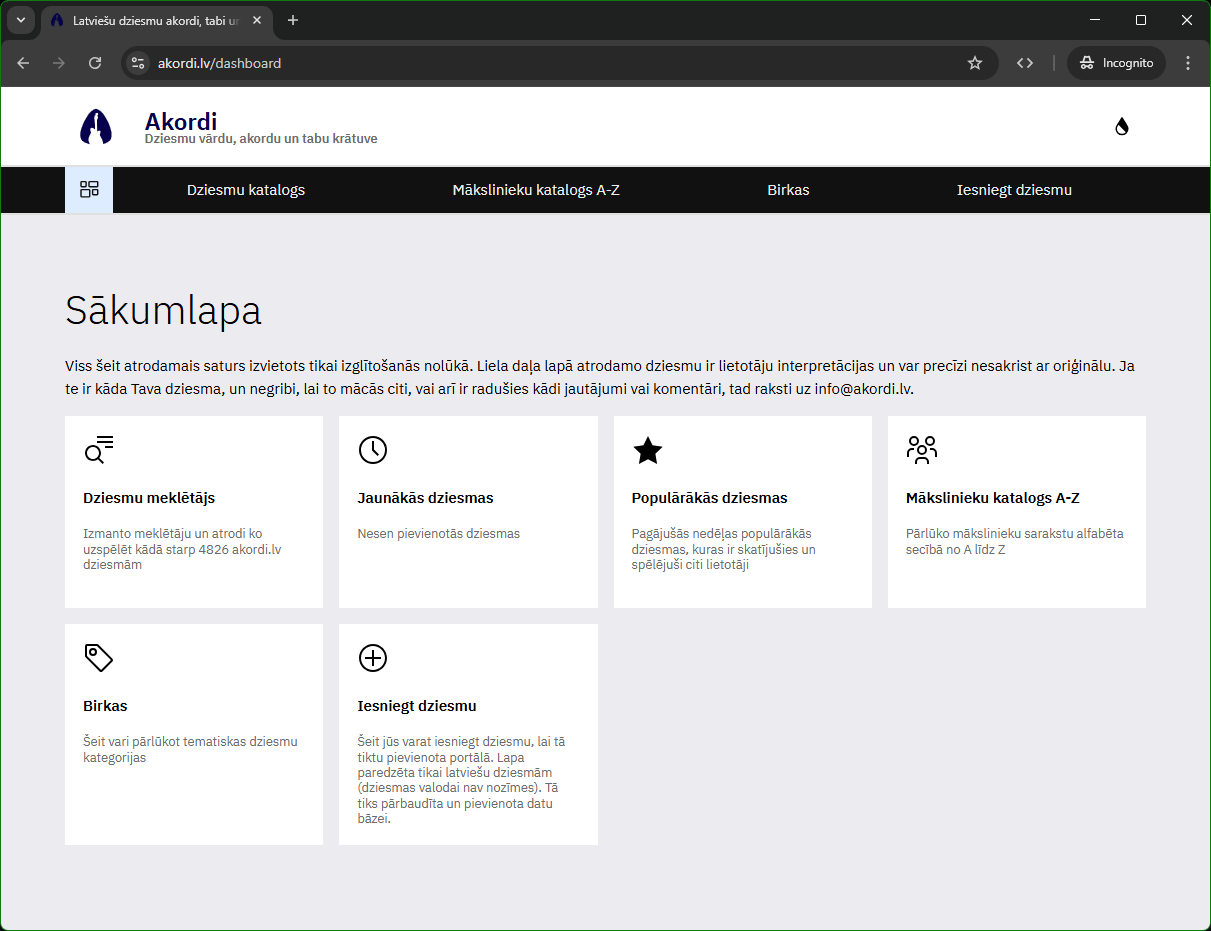 Latviešu dziesmu akordi, tabi un
akordi.lv/dashboard
Incognito
Akordi
Dziesmu vārdu, akordu un tabu krātuve
Dziesmu katalogs
Mākslinieku katalogs A-Z
Birkas
Iesniegt dziesmu
Sākumlapa
Viss šeit atrodamais saturs izvietots tikai izglītošanās nolūkā. Liela daļa lapā atrodamo dziesmu ir lietotāju interpretācijas un var precīzi nesakrist ar oriģinālu. Ja
te ir kāda Tava dziesma, un negribi, lai to mācās citi, vai arī ir radušies kādi jautājumi vai komentāri, tad raksti uz info@akordi.lv.
Dziesmu meklētājs
Izmanto meklētāju un atrodi ko
uzspēlēt kādā starp 4826 akordi.lv
dziesmām
Jaunākās dziesmas
Nesen pievienotās dziesmas
Populārākās dziesmas
Pagājušās nedēļas populārākās
dziesmas, kuras ir skatījušies un
spēlējuši citi lietotāji
Mākslinieku katalogs A-Z
Pārlūko mākslinieku sarakstu alfabēta
secībā no A līdz Z
Birkas
Šeit vari pārlūkot tematiskas dziesmu
kategorijas
Iesniegt dziesmu
Šeit jūs varat iesniegt dziesmu, lai tā
tiktu pievienota portālā. Lapa
paredzēta tikai latviešu dziesmām
(dziesmas valodai nav nozīmes). Tā
tiks pārbaudīta un pievienota datu
bāzei.